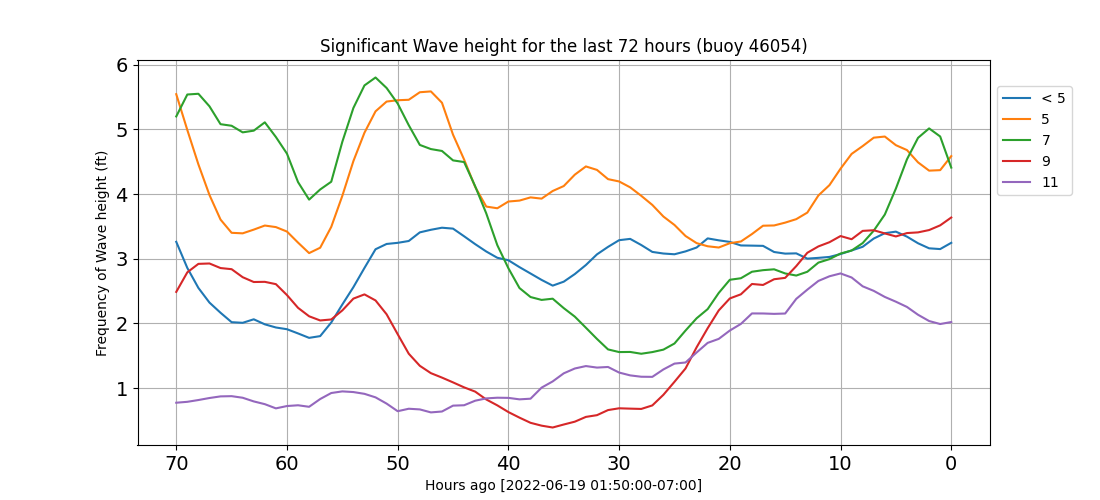 Significant Wave height for the last 72 hours (buoy 46054)
Frequency of Wave height (ft)
6
5
4
3
2
1
70 60 50 40 30 20 10 0
Hours ago [2022-06-19 01:50:00-07:00]
< 5
5
7
9
11